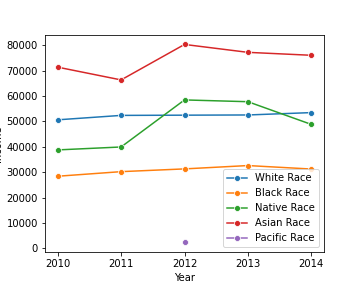 80000
70000
60000
50000
40000
30000
20000
10000
0
2010 2011 2012 2013 2014
Year
White Race
Black Race
Native Race
Asian Race
Pacific Race